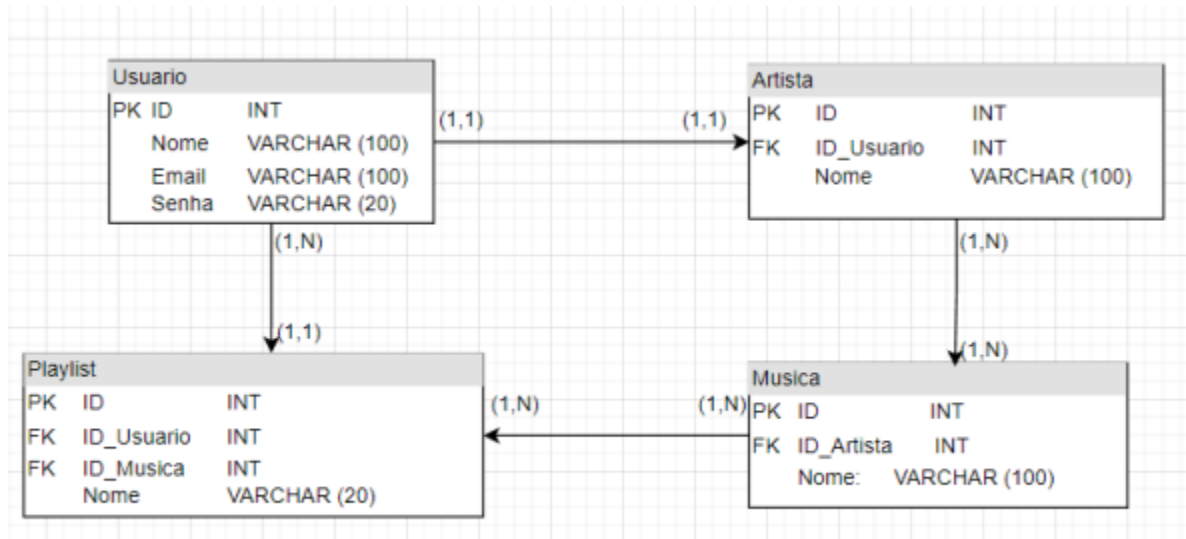 Usuario
PK ID INT
Nome VARCHAR (100)
Email VARCHAR (100)
Senha VARCHAR (20)
(1,1)
(1,1)
Artista
PK ID INT
FK ID_Usuario INT
Nome VARCHAR (100)
(1,N)
(1,1)
(1,N)
(1,N)
Playlist
PK ID INT
FK ID_Usuario INT
FK ID_Musica INT
Nome VARCHAR (20)
(1,N)
(1,N)
Musica
PK ID INT
FK ID_Artista INT
Nome: VARCHAR (100)